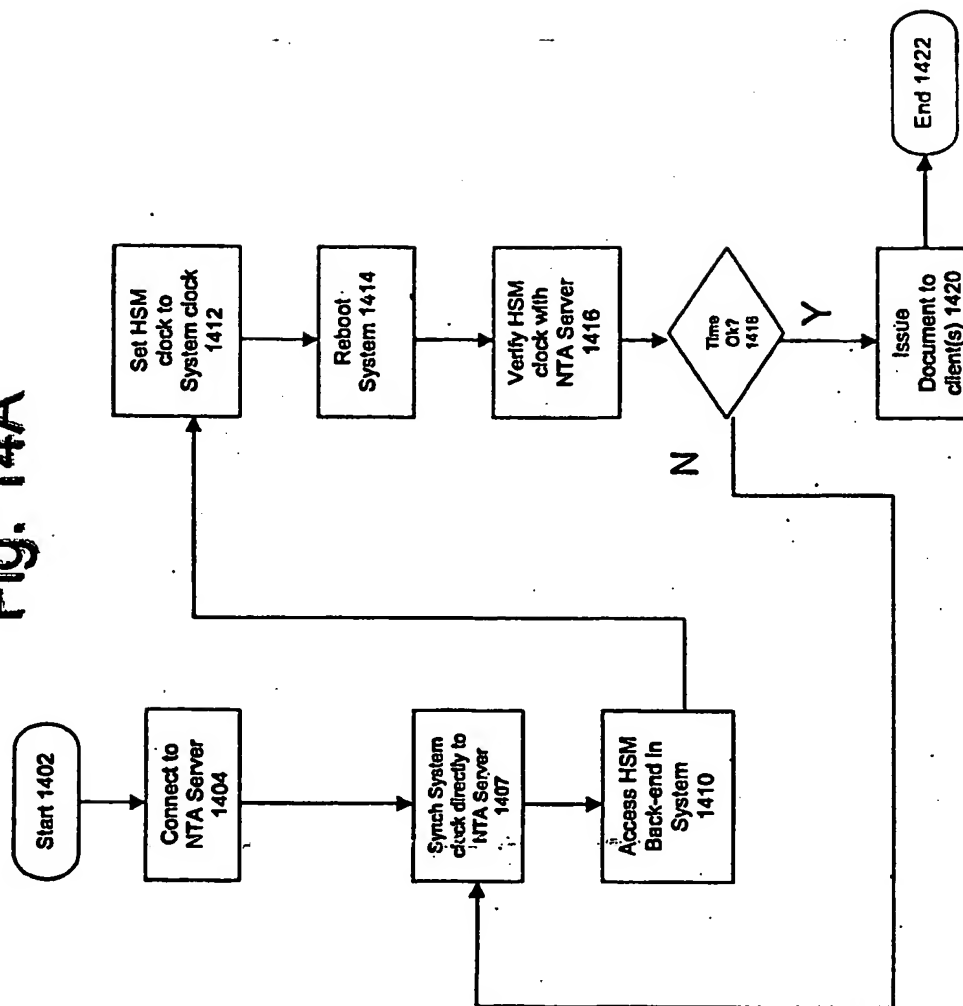 Fig. 14A
Start 1402
Connect to
NTA Server
1404
Synch System
clock directly to
NTA Server
1407
Access HSM
Back-end in
System
1410
Set HSM
clock to
System clock
1412
Reboot
System 1414
Verify HSM
clock with
NTA Server
1416
Time
Ok?
1418
N
Y
Issue
Document to
client(s) 1420
End 1422